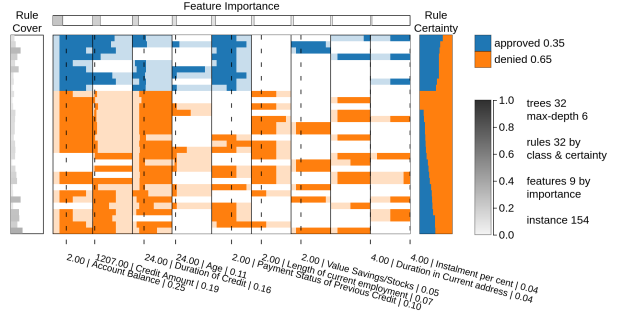 Feature Importance
Rule
Cover
Rule
Certainty
approved 0.35
denied 0.65
1.0
0.8
0.6
0.4
0.2
0.0
trees 32
max-depth 6
rules 32 by
class & certainty
features 9 by
importance
instance 154
2.00 | Account Balance | 0.25
1207.00 | Credit Amount | 0.19
24.00 | Duration of Credit | 0.16
24.00 | Age | 0.11
2.00 | Payment Status of Previous Credit | 0.10
2.00 | Length of current employment | 0.07
2.00 | Value Savings/Stocks | 0.05
4.00 | Duration in Current address | 0.04
4.00 | Instalment per cent | 0.04